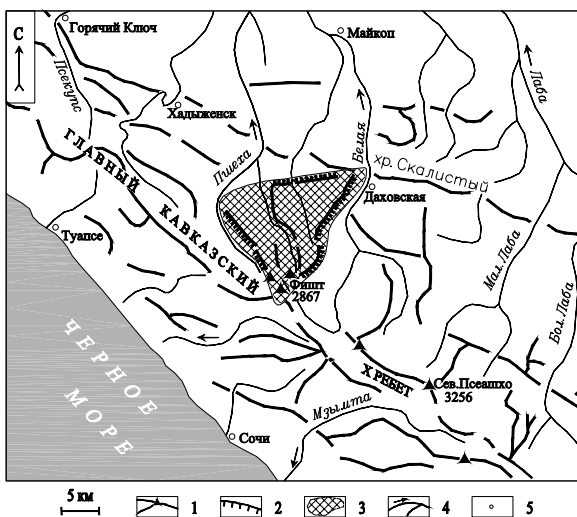 С
Горячий Ключ
Майкоп
Псекупс
Хадыженск
Лаба
Белая
Пшеха
хр. Скалистый
Даховская
ГЛАВНЫЙ
КАВКАЗСКИЙ
ХРЕБЕТ
Туапсе
Фишт
2867
Мал. Лаба
Бол. Лаба
Сев.Псеашхо
3256
Мзымта
ЧЕРНОЕ
МОРЕ
Сочи
5 км
1
2
3
4
5